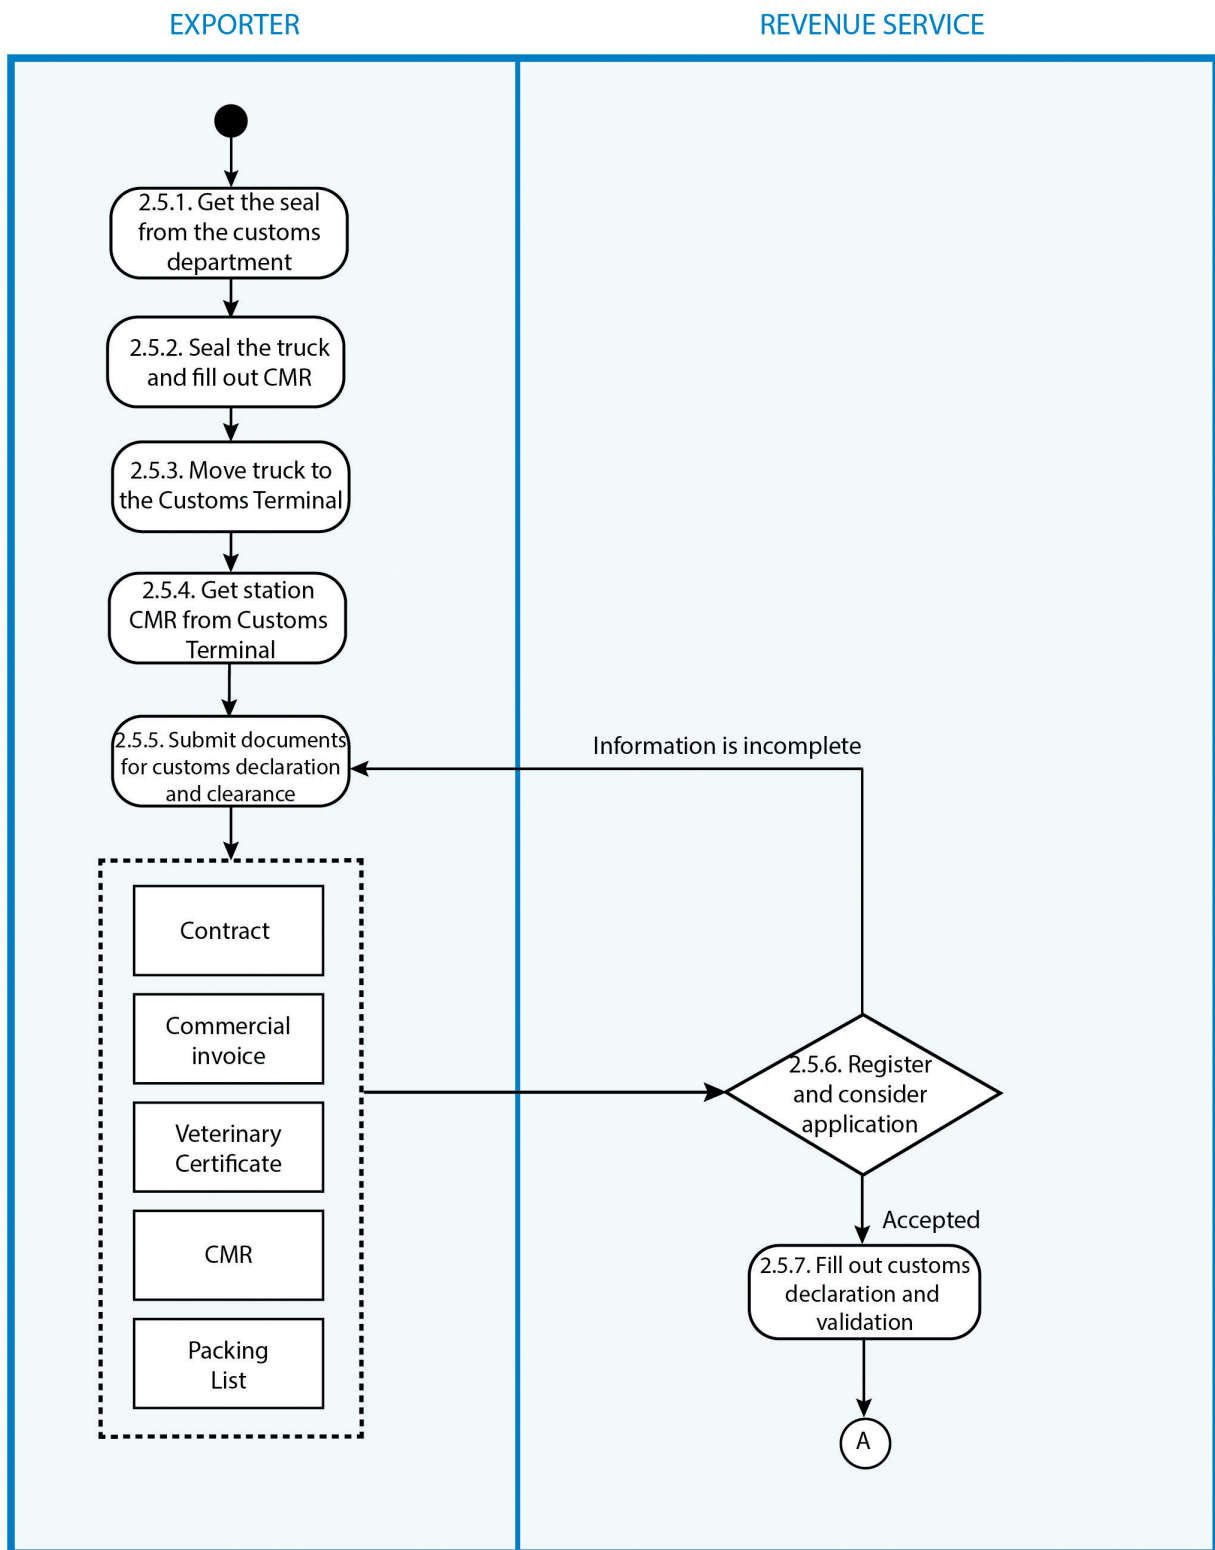 EXPORTER
REVENUE SERVICE
2.5.1. Get the seal
from the customs
department
2.5.2. Seal the truck
and fill out CMR
2.5.3. Move truck to
the Customs Terminal
2.5.4. Get station
CMR from Customs
Terminal
2.5.5. Submit documents
for customs declaration
and clearance
Information is incomplete
Contract
Commercial
invoice
Veterinary
Certificate
CMR
Packing
List
2.5.6. Register
and consider
application
Accepted
2.5.7. Fill out customs
declaration and
validation
A